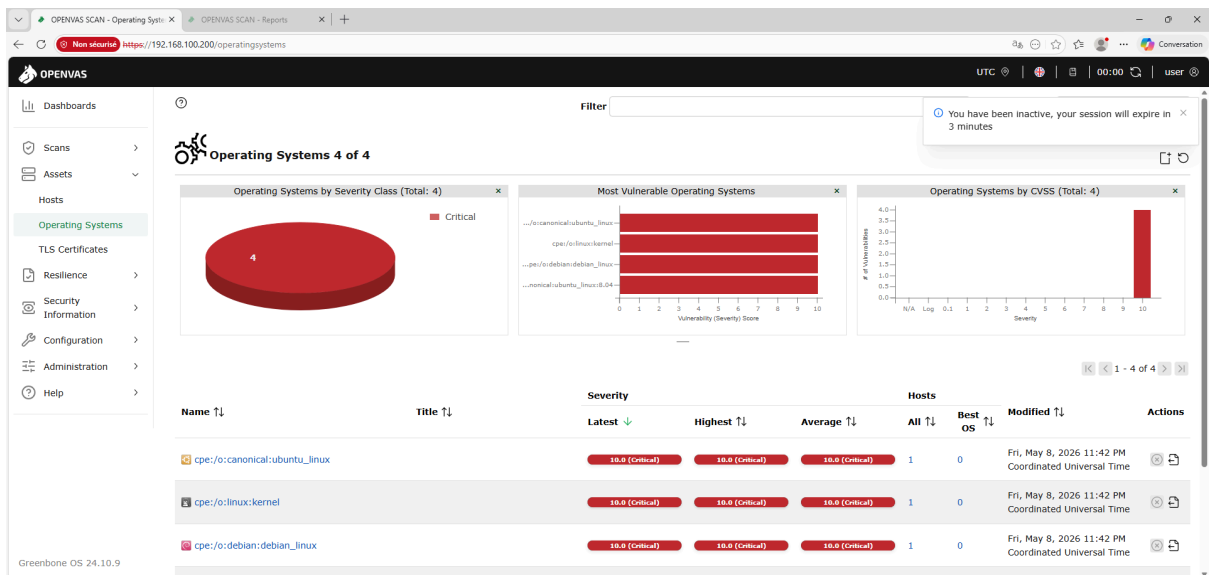 OPENVAS SCAN - Operating Syste
OPENVAS SCAN - Reports
Non sécurisé https://192.168.100.200/operatingsystems
Conversation
OPENVAS
UTC
00:00
user
Dashboards
Scans
Assets
Hosts
Operating Systems
TLS Certificates
Resilience
Security
Information
Configuration
Administration
Help
Greenbone OS 24.10.9
Filter
You have been inactive, your session will expire in
3 minutes
Operating Systems 4 of 4
Operating Systems by Severity Class (Total: 4)
Critical
4
Most Vulnerable Operating Systems
.../o:canonical:ubuntu_linux
cpe:/o:linux:kernel
...pe:/o:debian:debian_linux
...nonical:ubuntu_linux:8.04
0 1 2 3 4 5 6 7 8 9 10
Vulnerability (Severity) Score
Operating Systems by CVSS (Total: 4)
# of Vulnerabilities
4.0
3.5
3.0
2.5
2.0
1.5
1.0
0.5
0.0
N/A Log 0.1 1 2 3 4 5 6 7 8 9 10
Severity
1 - 4 of 4
Severity
Hosts
Name Title Latest Highest Average All Best OS Modified Actions
cpe:/o:canonical:ubuntu_linux 10.0 (Critical) 10.0 (Critical) 10.0 (Critical) 1 0 Fri, May 8, 2026 11:42 PM
Coordinated Universal Time
cpe:/o:linux:kernel 10.0 (Critical) 10.0 (Critical) 10.0 (Critical) 1 0 Fri, May 8, 2026 11:42 PM
Coordinated Universal Time
cpe:/o:debian:debian_linux 10.0 (Critical) 10.0 (Critical) 10.0 (Critical) 1 0 Fri, May 8, 2026 11:42 PM
Coordinated Universal Time